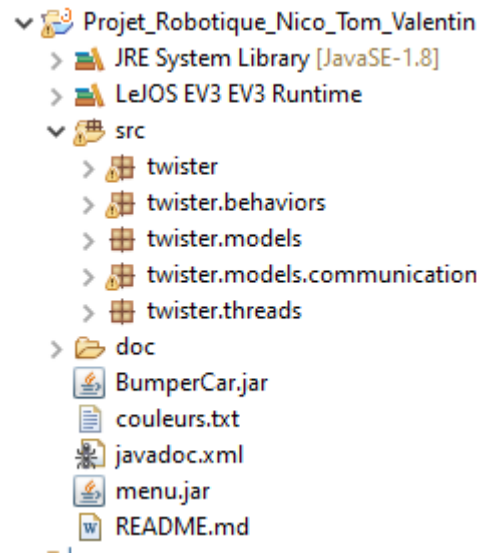 Projet_Robotique_Nico_Tom_Valentin
JRE System Library [JavaSE-1.8]
LeJOS EV3 EV3 Runtime
src
twister
twister.behaviors
twister.models
twister.models.communication
twister.threads
doc
BumperCar.jar
couleurs.txt
javadoc.xml
menu.jar
README.md